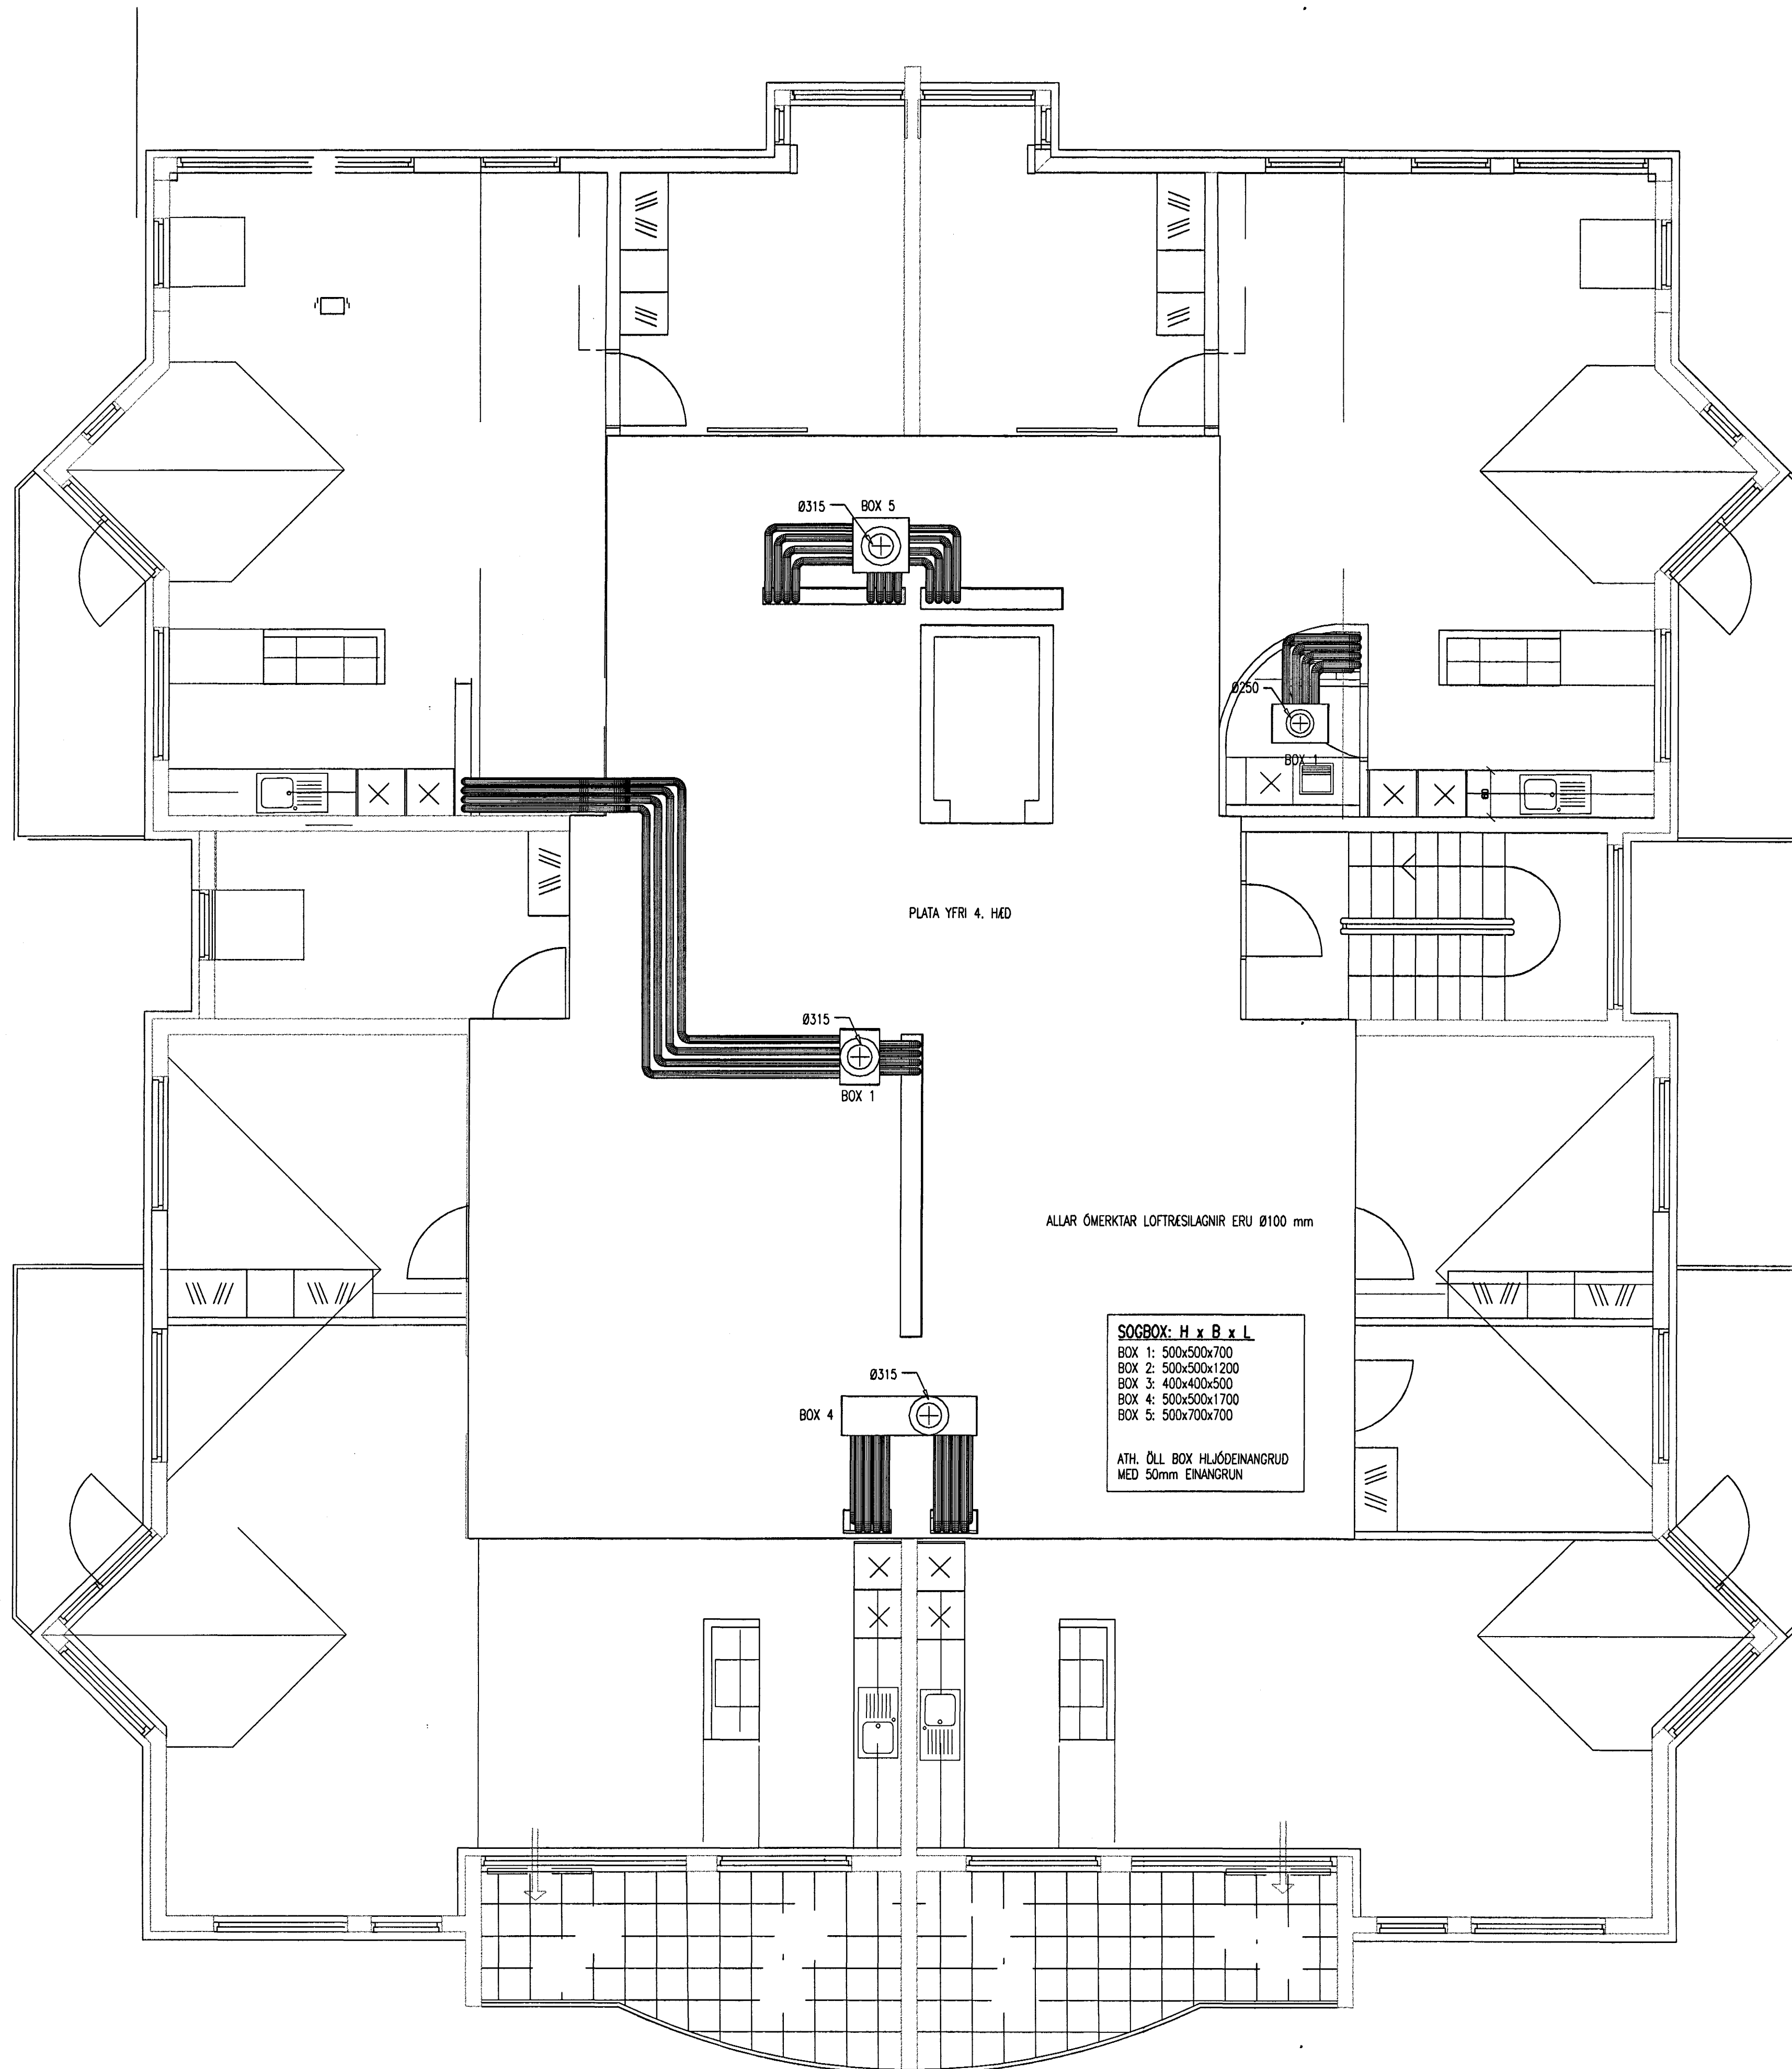 Ø315
BOX 5
Ø250
BOX 1
PLATA YFRI 4. HÆÐ
Ø315
BOX 1
ALLAR ÓMERKTAR LOFTRÆSILAGNIR ERU Ø100 mm
SOGBOX: H x B x L
BOX 1: 500x500x700
BOX 2: 500x500x1200
BOX 3: 400x400x500
BOX 4: 500x500x1700
BOX 5: 500x700x700
ATH. ÖLL BOX HLJÓÐEINANGRUÐ
MEÐ 50mm EINANGRUN
Ø315
BOX 4